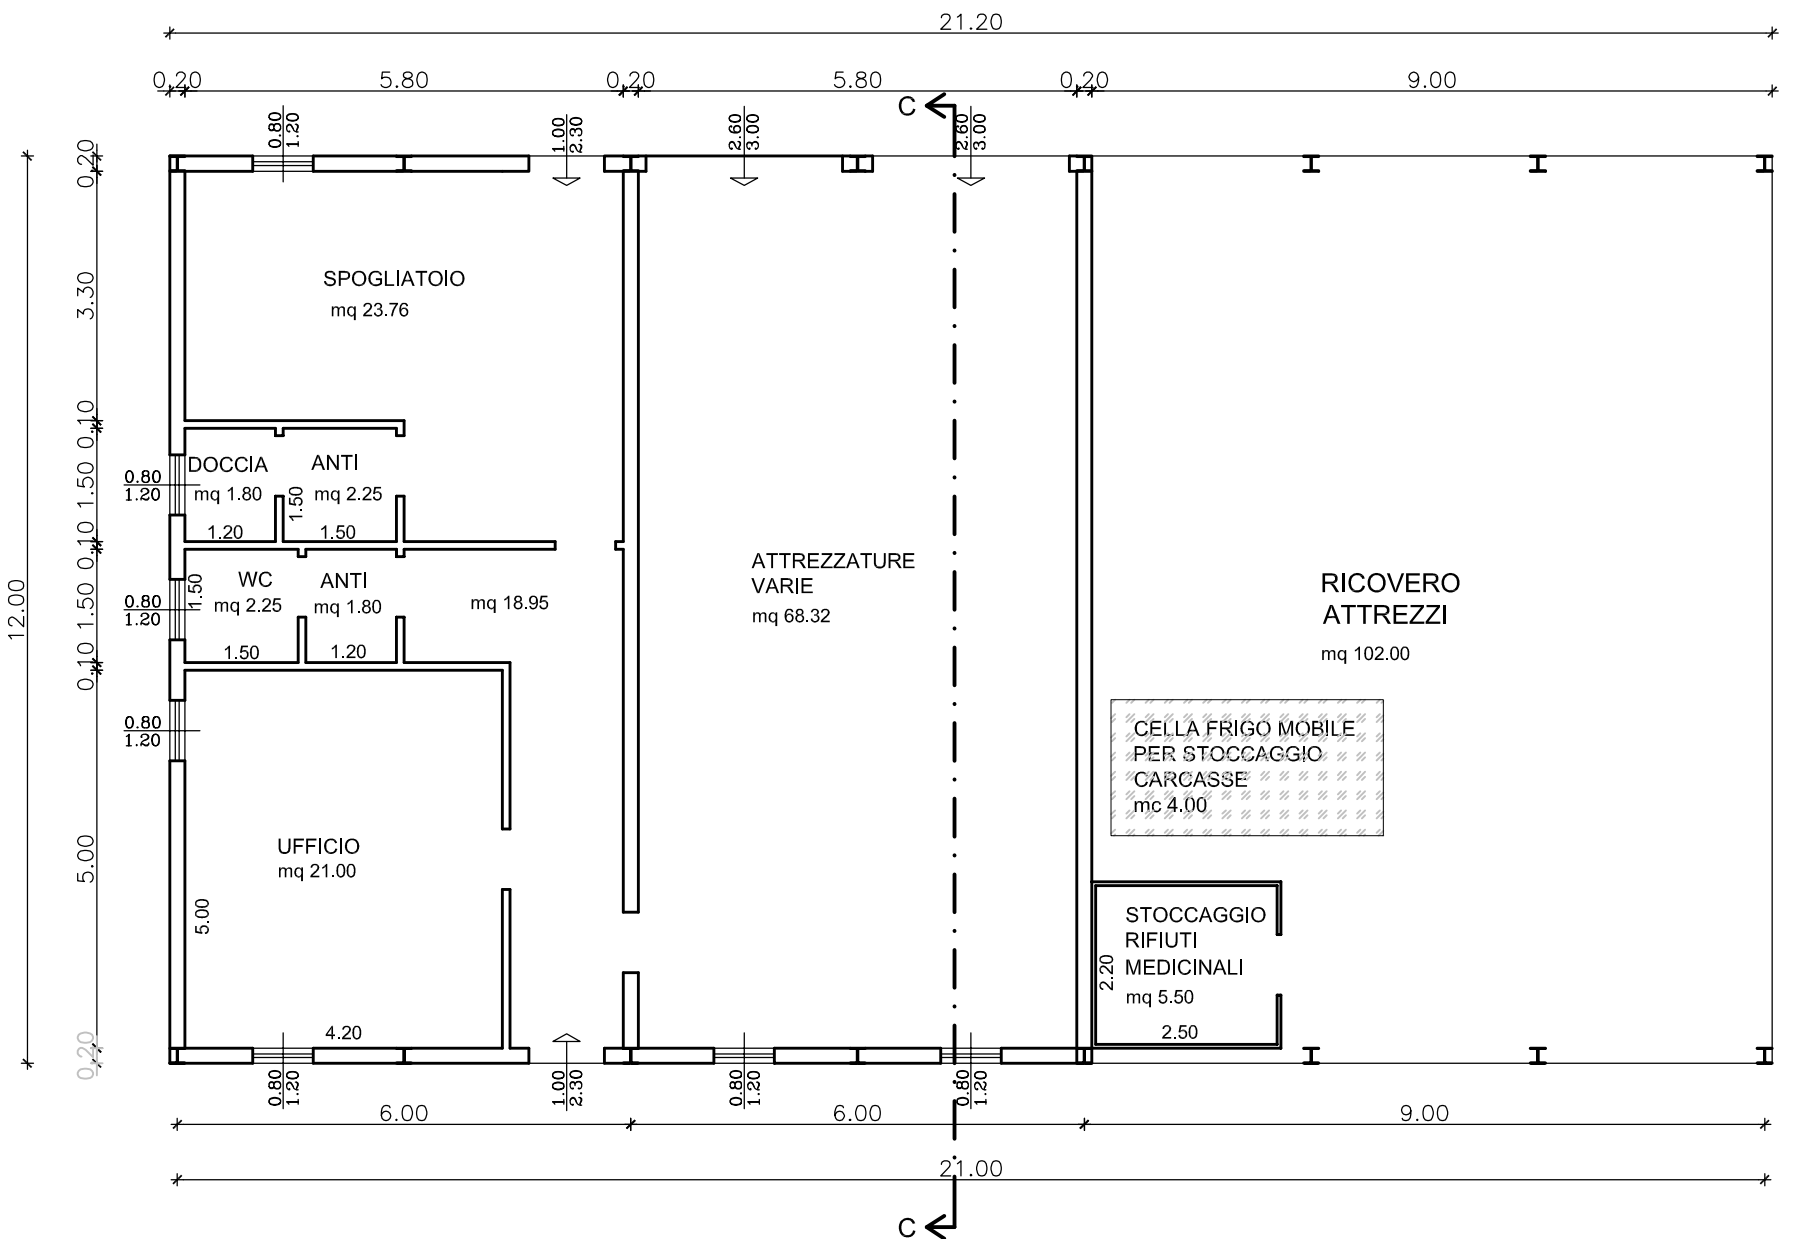 21.20
0.20
5.80
0.20
5.80
0.20
9.00
C
0.80
1.20
1.00
2.30
2.60
3.00
2.60
3.00
0.20
3.30
0.10
1.50
0.10
1.50
0.10
5.00
0.20
12.00
SPOGLIATOIO
mq 23.76
DOCCIA
mq 1.80
ANTI
mq 2.25
0.80
1.20
1.50
1.20
1.50
WC
mq 2.25
ANTI
mq 1.80
mq 18.95
0.80
1.20
1.50
1.50
1.20
0.80
1.20
UFFICIO
mq 21.00
5.00
4.20
ATTREZZATURE
VARIE
mq 68.32
RICOVERO
ATTREZZI
mq 102.00
CELLA FRIGO MOBILE
PER STOCCAGGIO
CARCASSE
mc 4.00
STOCCAGGIO
RIFIUTI
MEDICINALI
mq 5.50
2.20
2.50
0.80
1.20
1.00
2.30
0.80
1.20
0.80
1.20
6.00
6.00
9.00
21.00
C